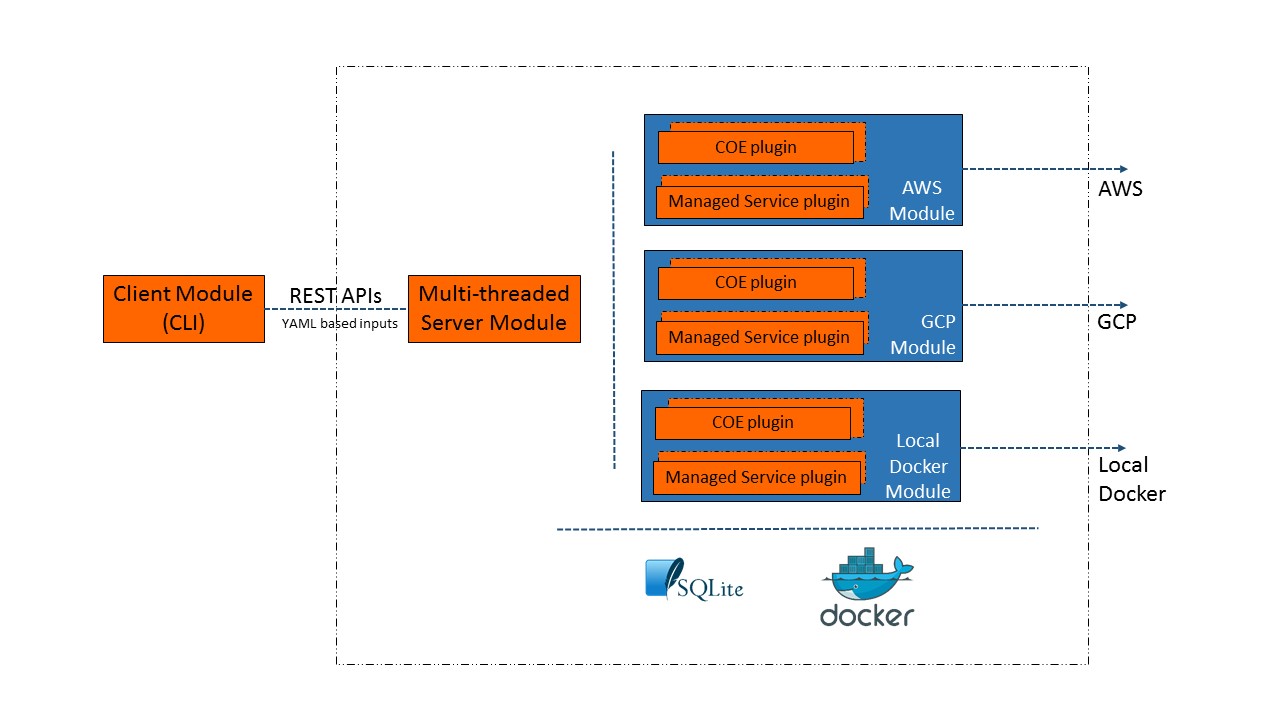 Client Module
(CLI)
REST APIs
YAML based inputs
Multi-threaded
Server Module
COE plugin
Managed Service plugin
AWS
Module
AWS
COE plugin
Managed Service plugin
GCP
Module
GCP
COE plugin
Managed Service plugin
Local
Docker
Module
Local
Docker
SQLite
docker